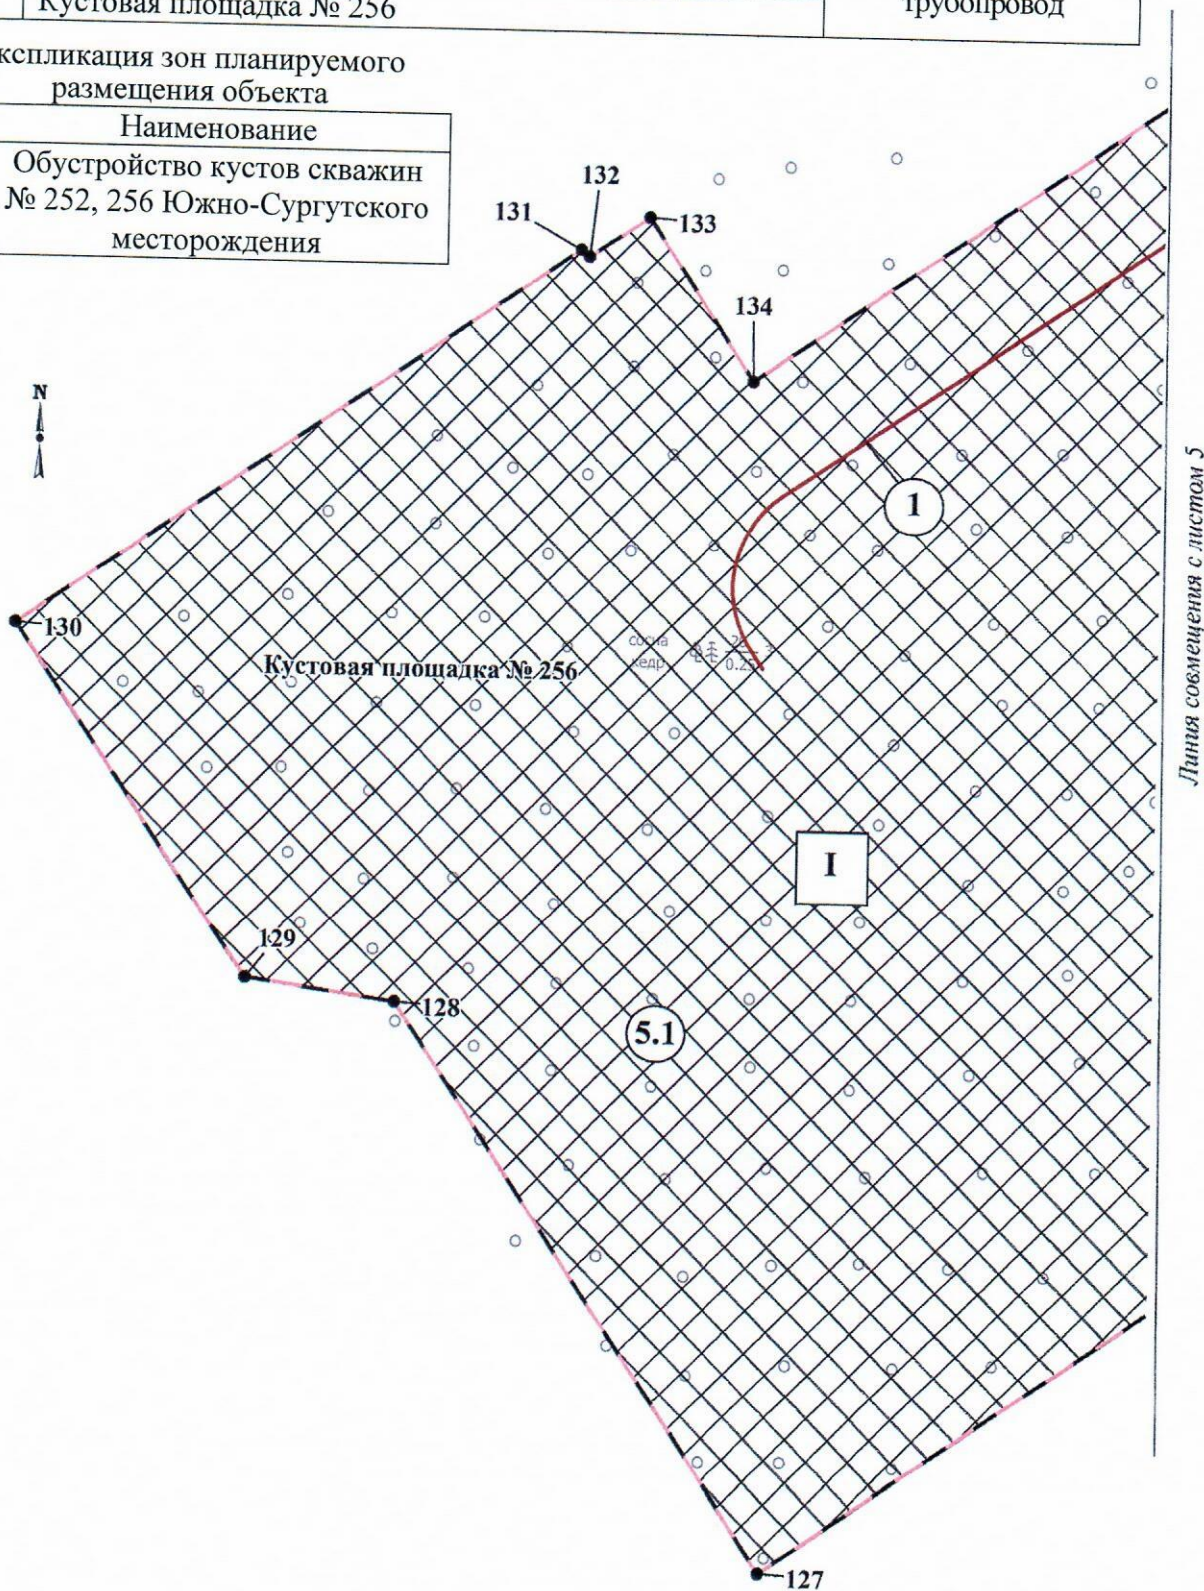 Кустовая площадка № 256
трубопровод
кспликация зон планируемого
размещения объекта
Наименование
Обустройство кустов скважин
№ 252, 256 Южно-Сургутского
месторождения
132
131
133
134
N
1
Линия совмещения с листом 5
130
сосна
кедр
0.25
Кустовая площадка № 256
I
129
128
5.1
127